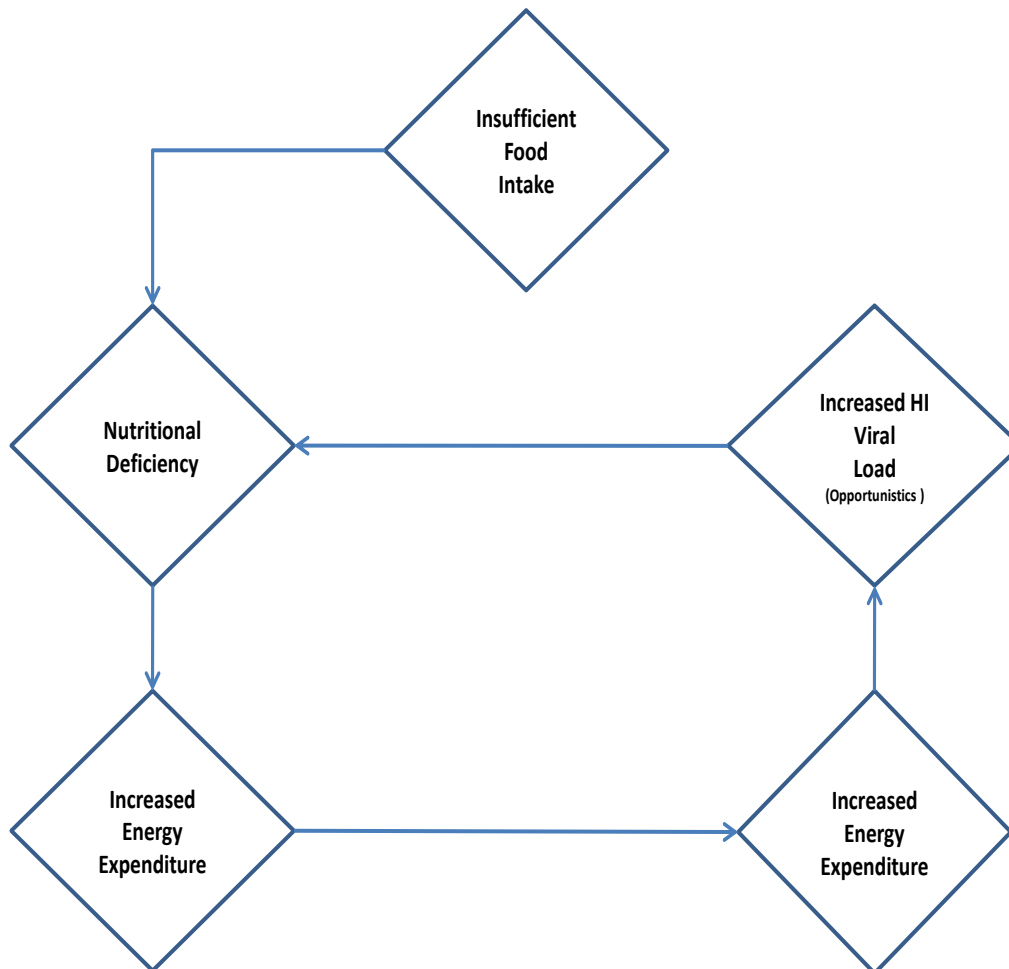 Insufficient
Food
Intake
Nutritional
Deficiency
Increased HI
Viral
Load
(Opportunistics )
Increased
Energy
Expenditure
Increased
Energy
Expenditure